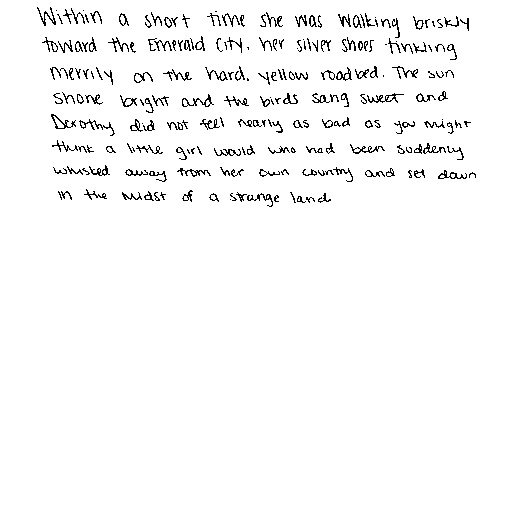 Within a short time she was walking briskly
toward the Emerald City, her silver shoes tinkling
merrily on the hard, yellow roadbed. The sun
shone bright and the birds sang sweet and
Dorothy did not feel nearly as bad as you might
think a little girl would who had been suddenly
whisked away from her own country and set down
in the midst of a strange land.